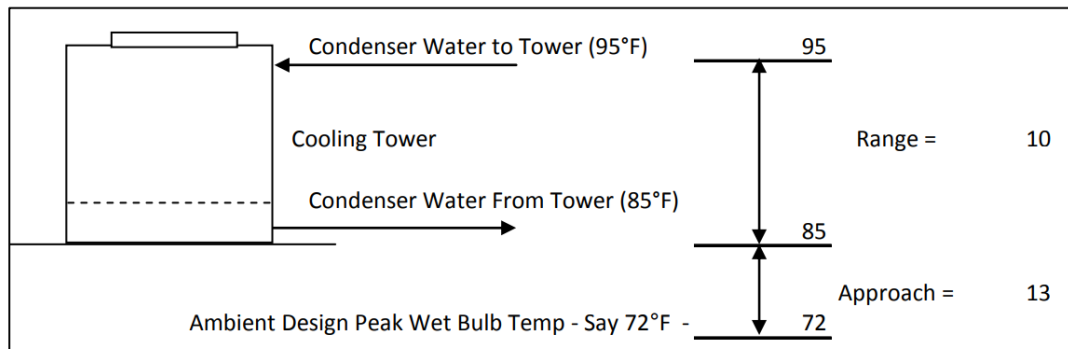 Condenser Water to Tower (95°F) 95
Cooling Tower Range = 10
Condenser Water From Tower (85°F)
85
Approach = 13
Ambient Design Peak Wet Bulb Temp - Say 72°F - 72